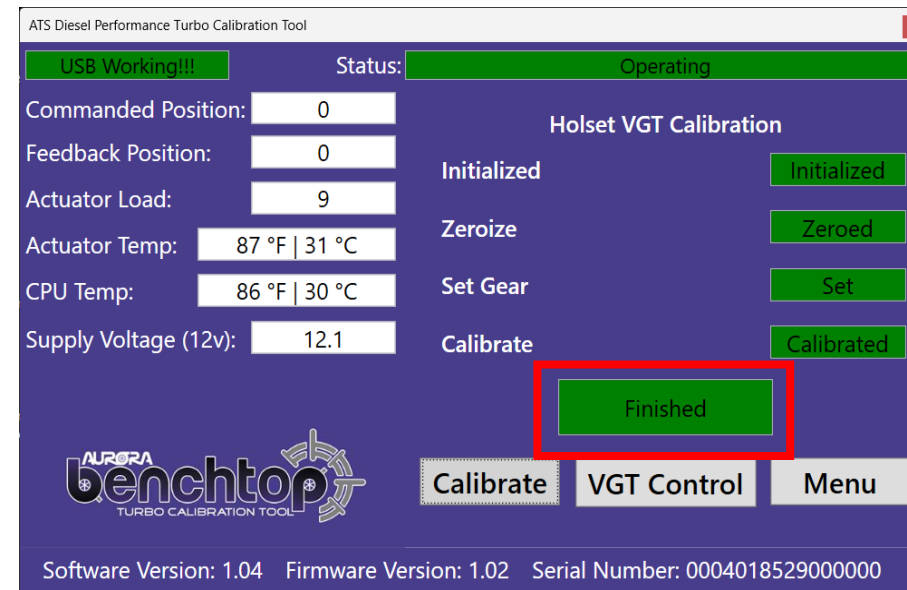 ATS Diesel Performance Turbo Calibration Tool
USB Working!!! Status: Operating
Commanded Position: 0
Feedback Position: 0
Actuator Load: 9
Actuator Temp: 87 °F | 31 °C
CPU Temp: 86 °F | 30 °C
Supply Voltage (12v): 12.1
Holset VGT Calibration
Initialized Initialized
Zeroize Zeroed
Set Gear Set
Calibrate Calibrated
Finished
AURORA
benchtop
TURBO CALIBRATION TOOL
Calibrate VGT Control Menu
Software Version: 1.04 Firmware Version: 1.02 Serial Number: 0004018529000000